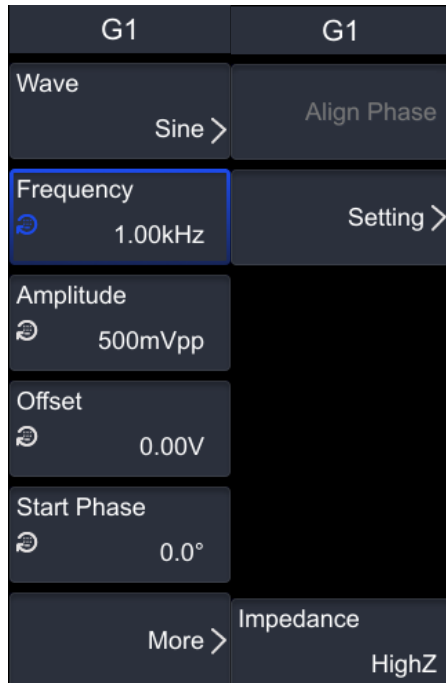 G1
Wave
Sine
Frequency
1.00kHz
Amplitude
500mVpp
Offset
0.00V
Start Phase
0.0°
More
G1
Align Phase
Setting
Impedance
HighZ